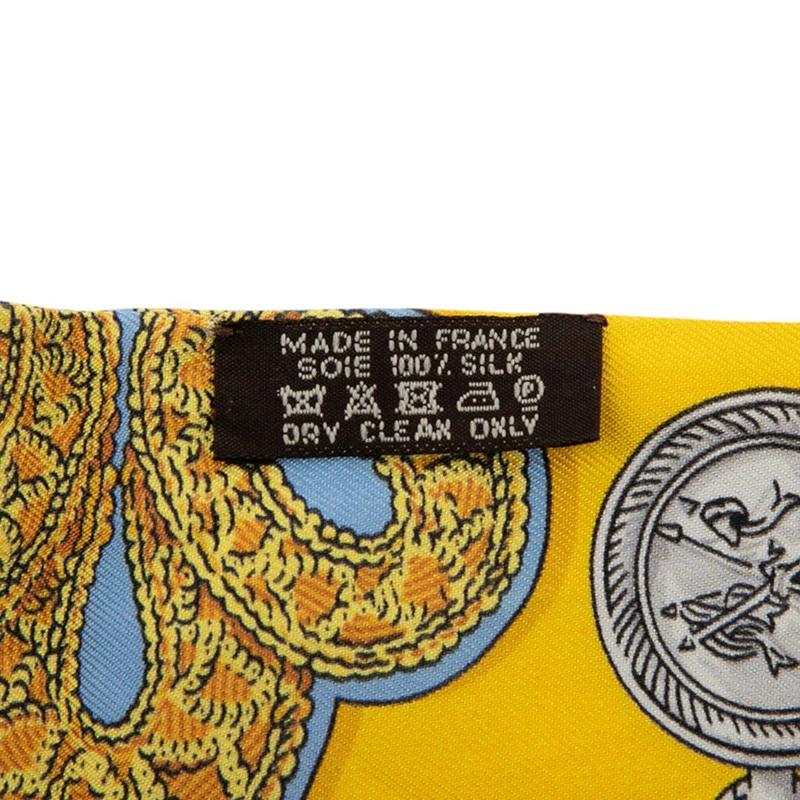 MADE IN FRANCE
SOIE 100% SILK
P
DRY CLEAN ONLY